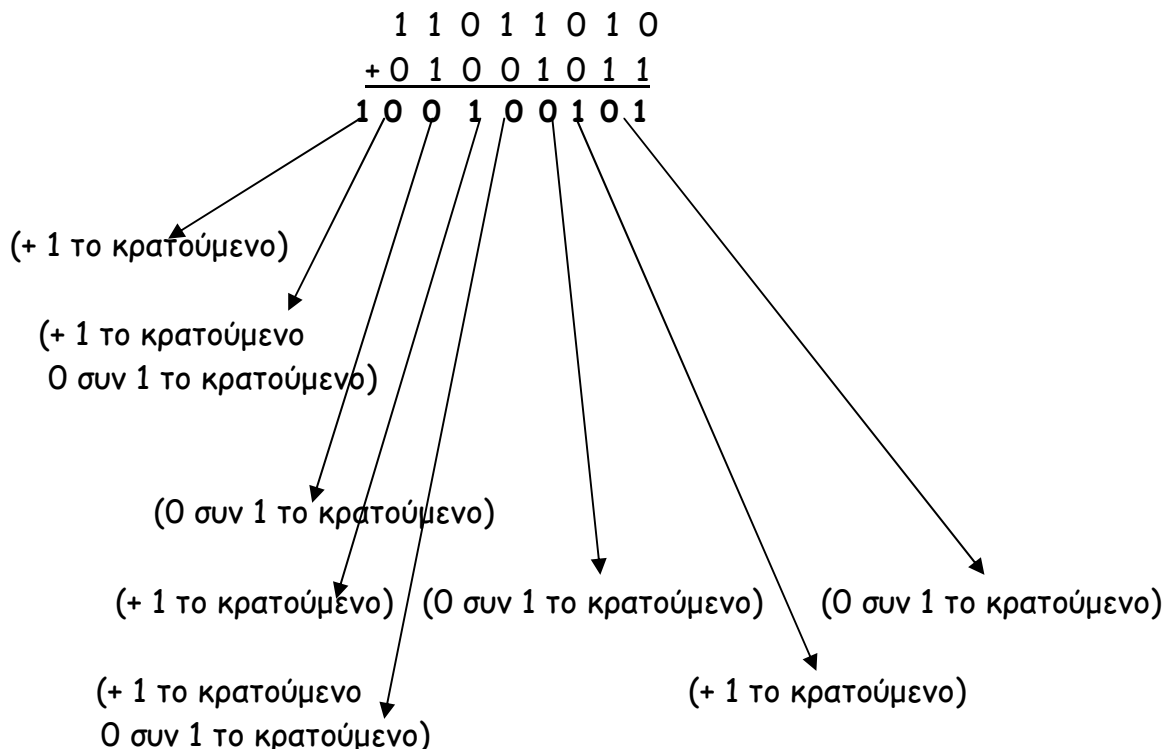 1 1 0 1 1 0 1 0
+ 0 1 0 0 1 0 1 1
1 0 0 1 0 0 1 0 1
(+ 1 το κρατούμενο)
(+ 1 το κρατούμενο
0 συν 1 το κρατούμενο)
(0 συν 1 το κρατούμενο)
(+ 1 το κρατούμενο) (0 συν 1 το κρατούμενο) (0 συν 1 το κρατούμενο)
(+ 1 το κρατούμενο (+ 1 το κρατούμενο)
0 συν 1 το κρατούμενο)